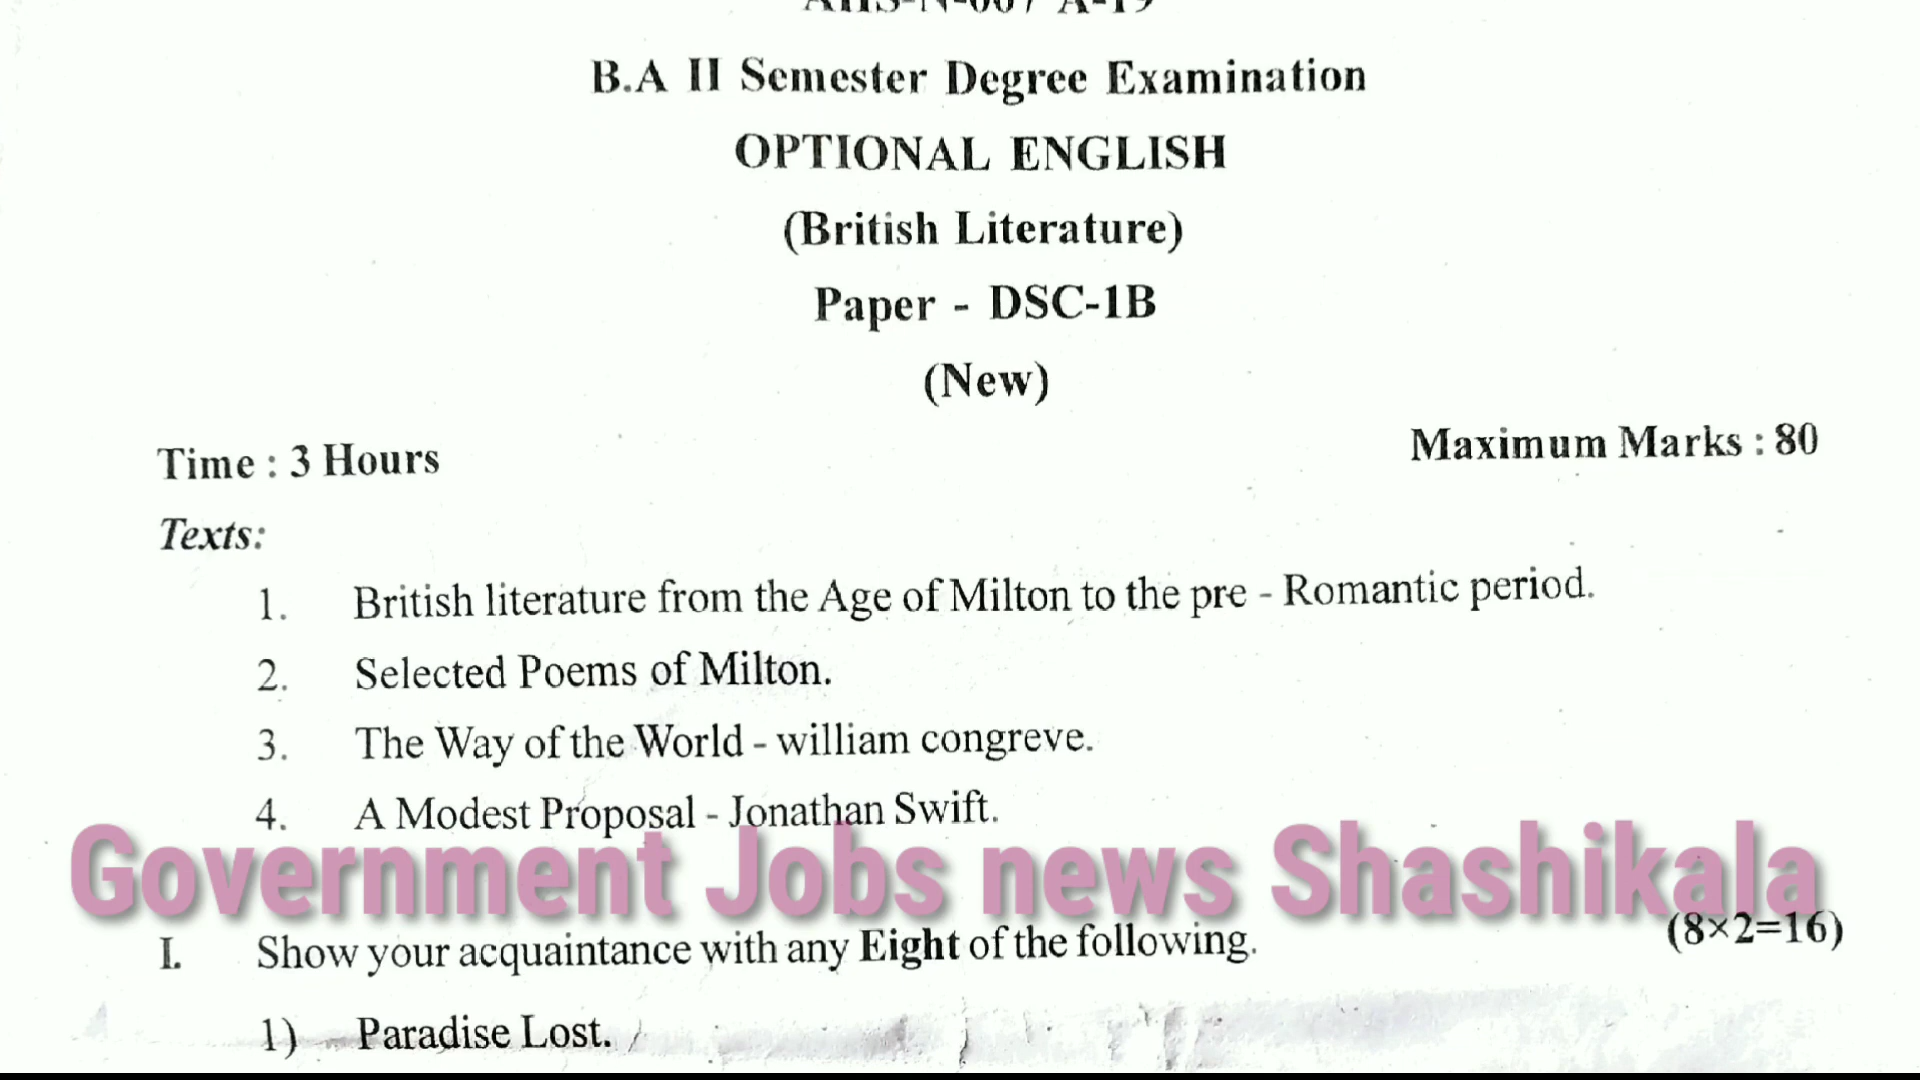 B.A II Semester Degree Examination
OPTIONAL ENGLISH
(British Literature)
Paper - DSC-1B
(New)
Time : 3 Hours Maximum Marks : 80
Texts:
1. British literature from the Age of Milton to the pre - Romantic period.
2. Selected Poems of Milton.
3. The Way of the World - william congreve.
4. A Modest Proposal - Jonathan Swift.
Government Jobs news Shashikala
I. Show your acquaintance with any Eight of the following. (8×2=16)
1) Paradise Lost.